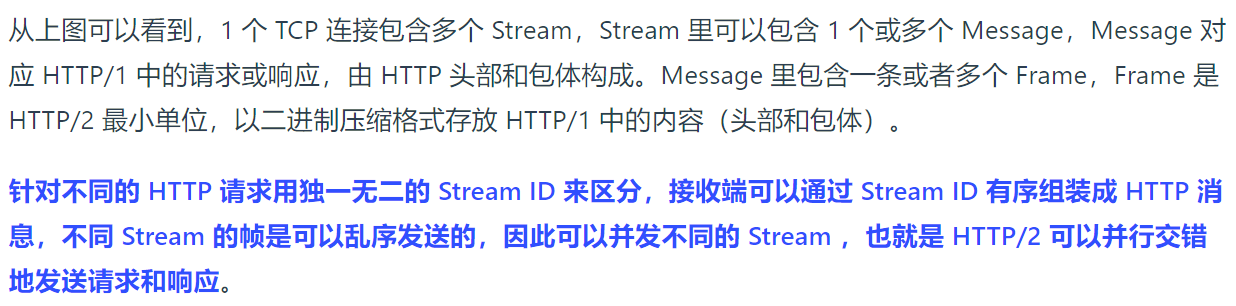 从上图可以看到，1 个 TCP 连接包含多个 Stream，Stream 里可以包含 1 个或多个 Message，Message 对
应 HTTP/1 中的请求或响应，由 HTTP 头部和包体构成。Message 里包含一条或者多个 Frame，Frame 是
HTTP/2 最小单位，以二进制压缩格式存放 HTTP/1 中的内容（头部和包体）。
针对不同的 HTTP 请求用独一无二的 Stream ID 来区分，接收端可以通过 Stream ID 有序组装成 HTTP 消
息，不同 Stream 的帧是可以乱序发送的，因此可以并发不同的 Stream ，也就是 HTTP/2 可以并行交错
地发送请求和响应。